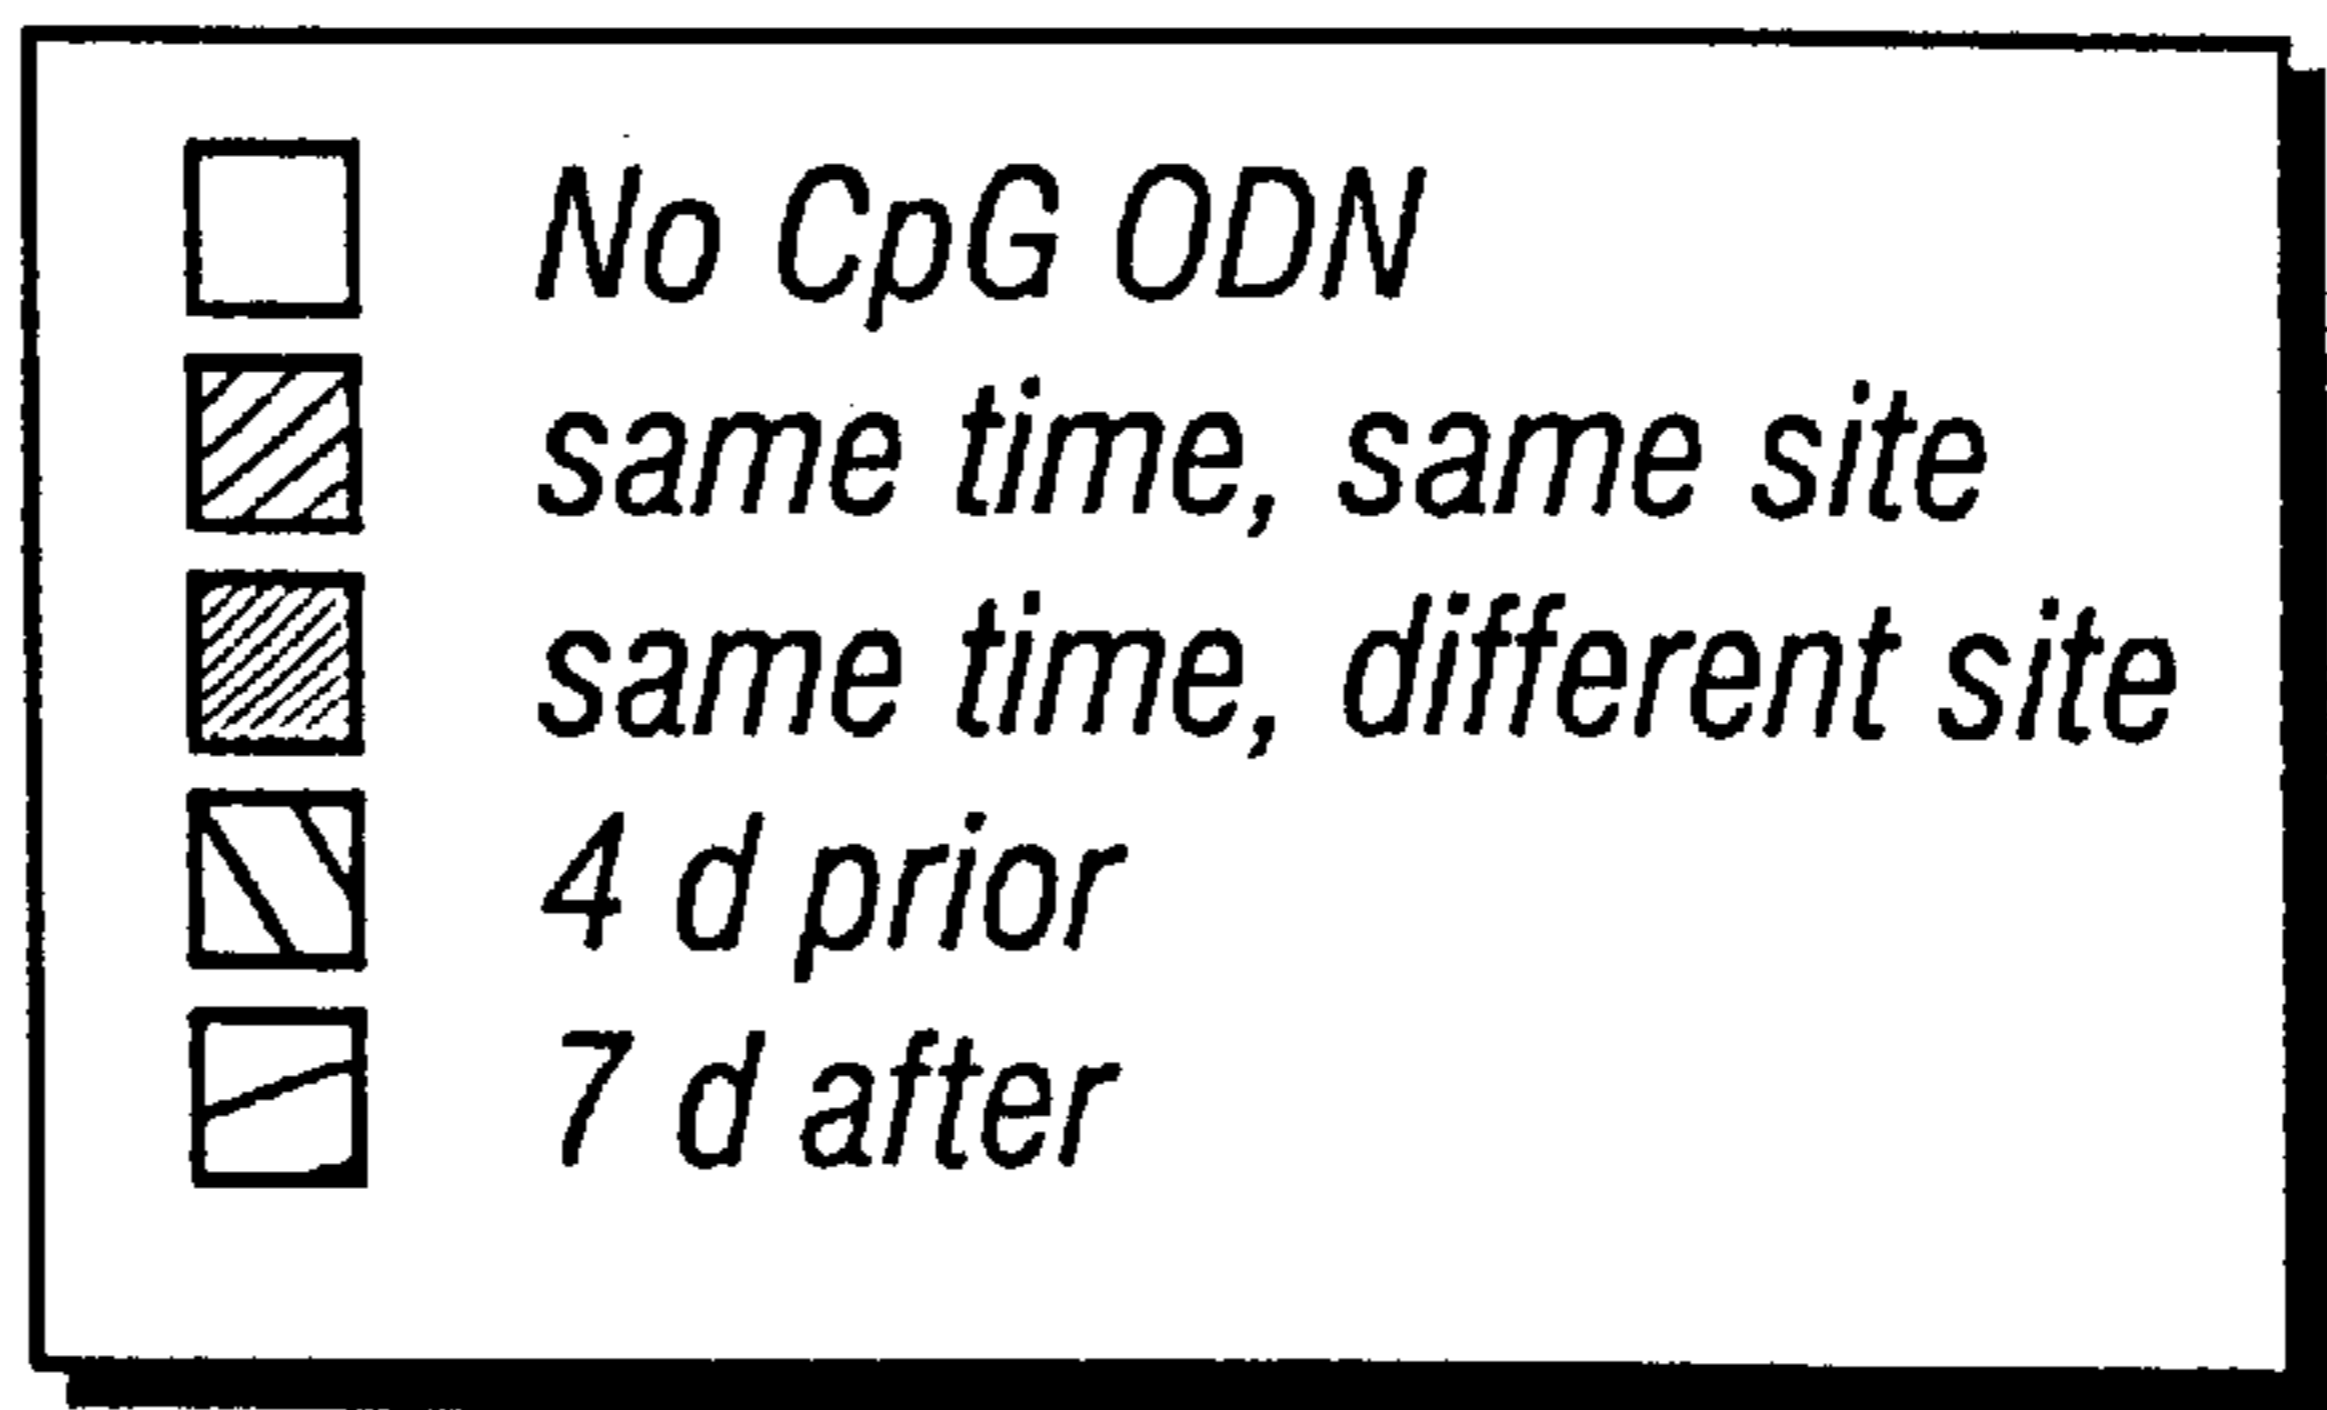 No CpG ODN
same time, same site
same time, different site
4 d prior
7 d after